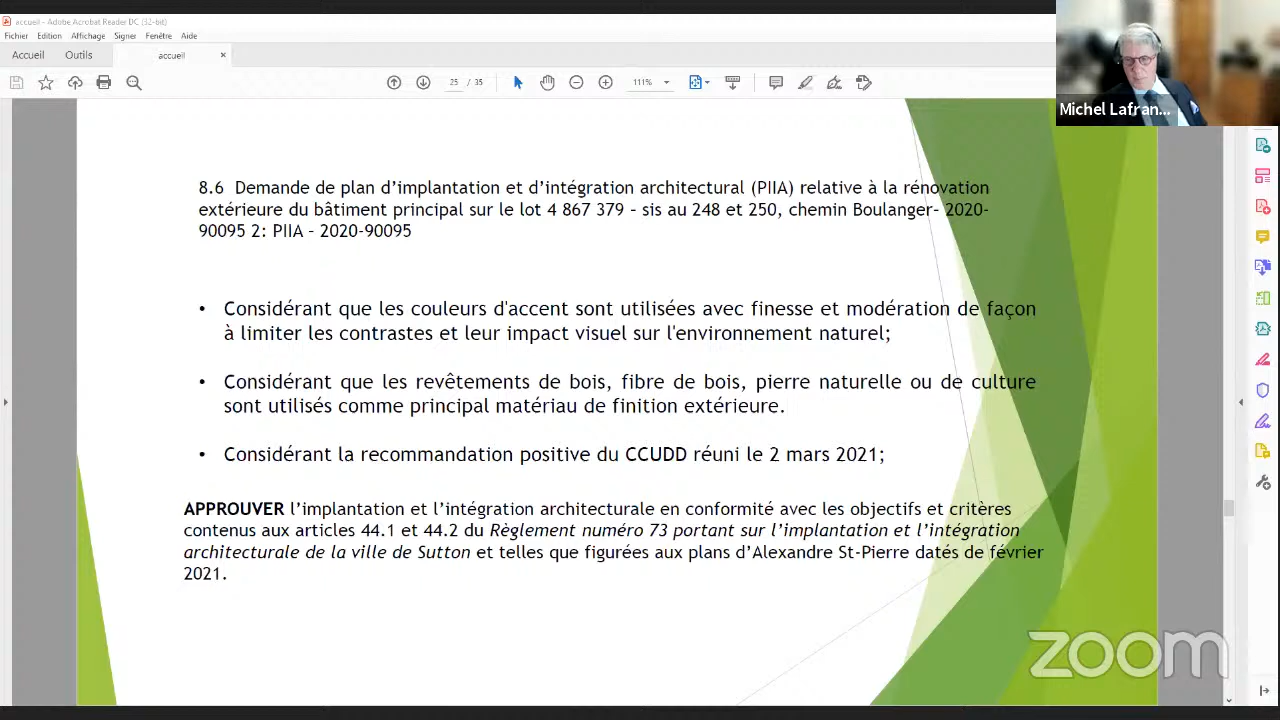 accueil - Adobe Acrobat Reader DC (32-bit)
Fichier Edition Affichage Signer Fenêtre Aide
Accueil Outils accueil ×
25 / 35 111%
Michel Lafran...
8.6 Demande de plan d’implantation et d’intégration architectural (PIIA) relative à la rénovation
extérieure du bâtiment principal sur le lot 4 867 379 – sis au 248 et 250, chemin Boulanger– 2020-
90095 2: PIIA – 2020-90095
• Considérant que les couleurs d'accent sont utilisées avec finesse et modération de façon
à limiter les contrastes et leur impact visuel sur l'environnement naturel;
• Considérant que les revêtements de bois, fibre de bois, pierre naturelle ou de culture
sont utilisés comme principal matériau de finition extérieure.
• Considérant la recommandation positive du CCUDD réuni le 2 mars 2021;
APPROUVER l’implantation et l’intégration architecturale en conformité avec les objectifs et critères
contenus aux articles 44.1 et 44.2 du Règlement numéro 73 portant sur l’implantation et l’intégration
architecturale de la ville de Sutton et telles que figurées aux plans d’Alexandre St-Pierre datés de février
2021.
zoom